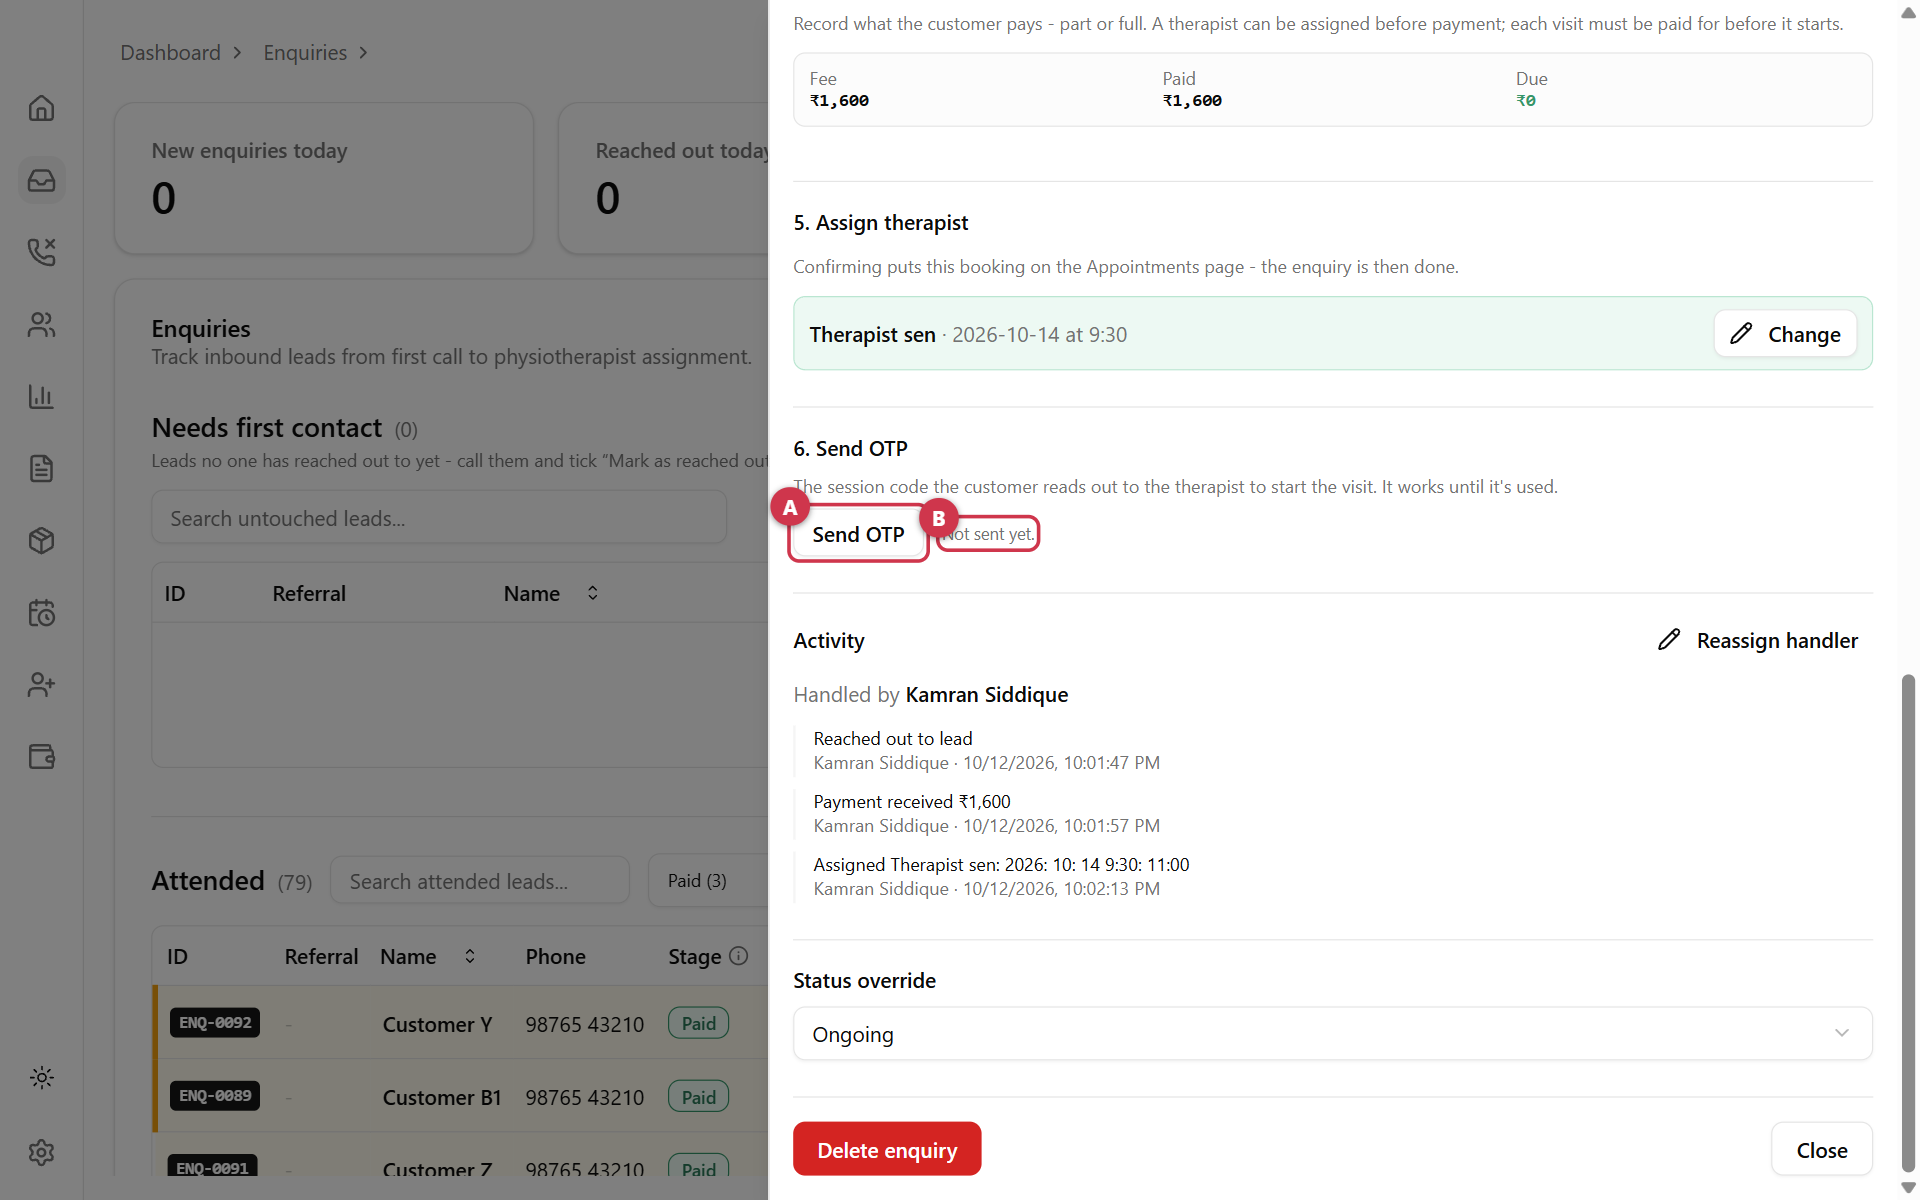 Dashboard > Enquiries >
New enquiries today
0
Reached out today
0
Enquiries
Track inbound leads from first call to physiotherapist assignment.
Needs first contact (0)
Leads no one has reached out to yet - call them and tick “Mark as reached out
Search untouched leads...
ID Referral Name
Attended (79)
Search attended leads...
Paid (3)
ID Referral Name Phone Stage
ENQ-0092 - Customer Y 98765 43210 Paid
ENQ-0089 - Customer B1 98765 43210 Paid
ENQ-0091 - Customer Z 98765 43210 Paid
Record what the customer pays - part or full. A therapist can be assigned before payment; each visit must be paid for before it starts.
Fee Paid Due
₹1,600 ₹1,600 ₹0
5. Assign therapist
Confirming puts this booking on the Appointments page - the enquiry is then done.
Therapist sen · 2026-10-14 at 9:30
Change
6. Send OTP
The session code the customer reads out to the therapist to start the visit. It works until it's used.
A
Send OTP
B
Not sent yet.
Activity
Reassign handler
Handled by Kamran Siddique
Reached out to lead
Kamran Siddique · 10/12/2026, 10:01:47 PM
Payment received ₹1,600
Kamran Siddique · 10/12/2026, 10:01:57 PM
Assigned Therapist sen: 2026: 10: 14 9:30: 11:00
Kamran Siddique · 10/12/2026, 10:02:13 PM
Status override
Ongoing
Delete enquiry
Close